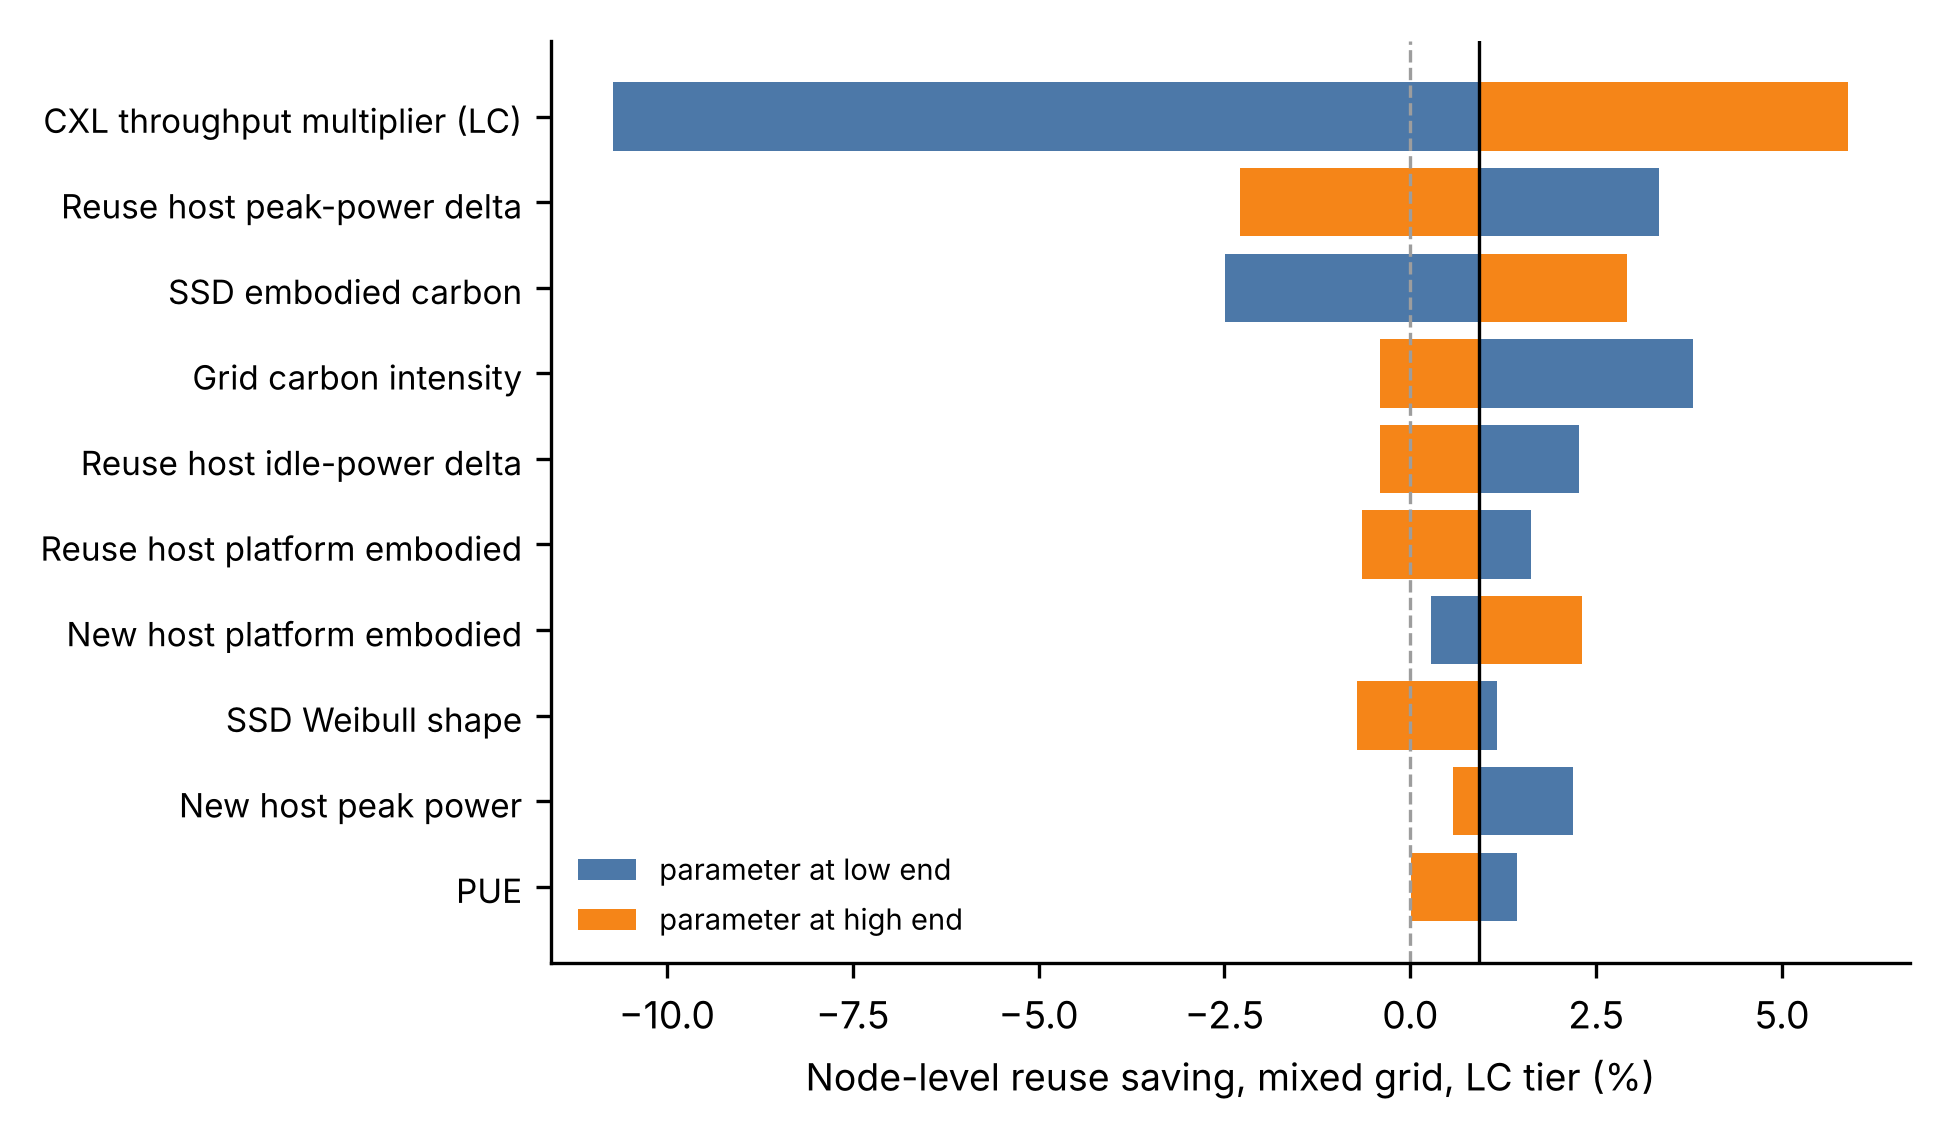 CXL throughput multiplier (LC)
Reuse host peak-power delta
SSD embodied carbon
Grid carbon intensity
Reuse host idle-power delta
Reuse host platform embodied
New host platform embodied
SSD Weibull shape
New host peak power
PUE
parameter at low end
parameter at high end
−10.0 −7.5 −5.0 −2.5 0.0 2.5 5.0
Node-level reuse saving, mixed grid, LC tier (%)